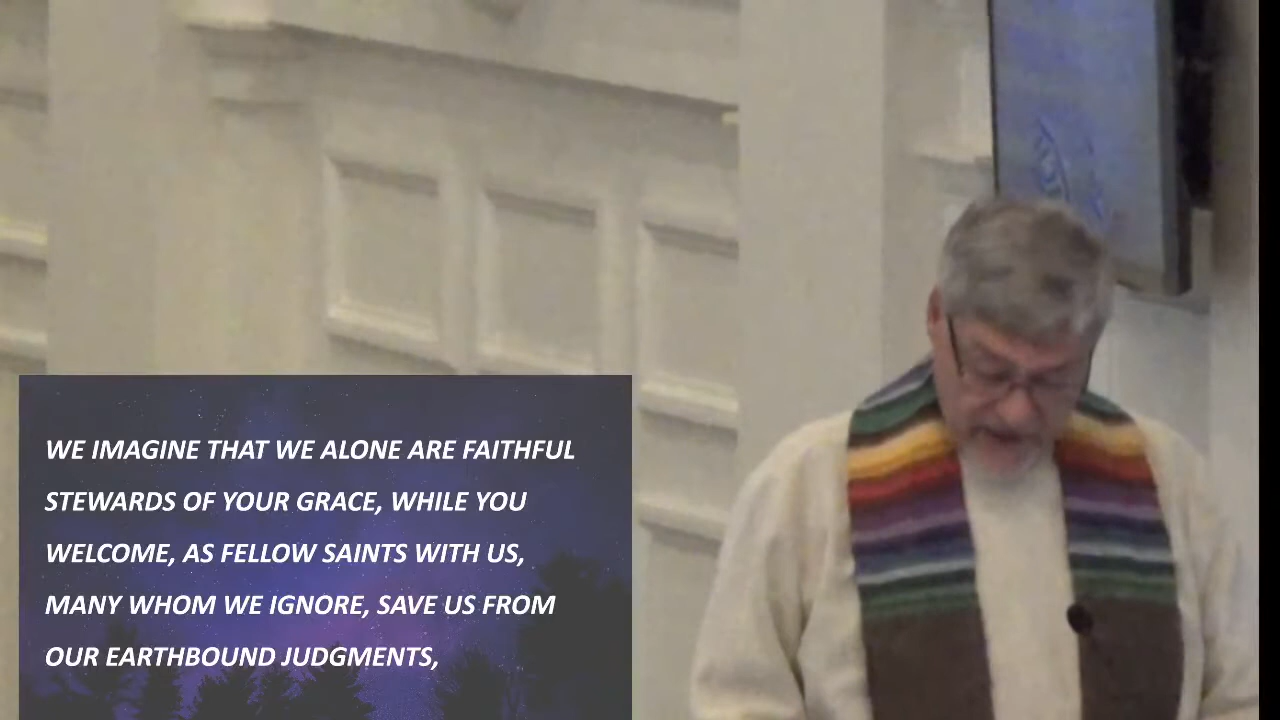 WE IMAGINE THAT WE ALONE ARE FAITHFUL
STEWARDS OF YOUR GRACE, WHILE YOU
WELCOME, AS FELLOW SAINTS WITH US,
MANY WHOM WE IGNORE, SAVE US FROM
OUR EARTHBOUND JUDGMENTS,